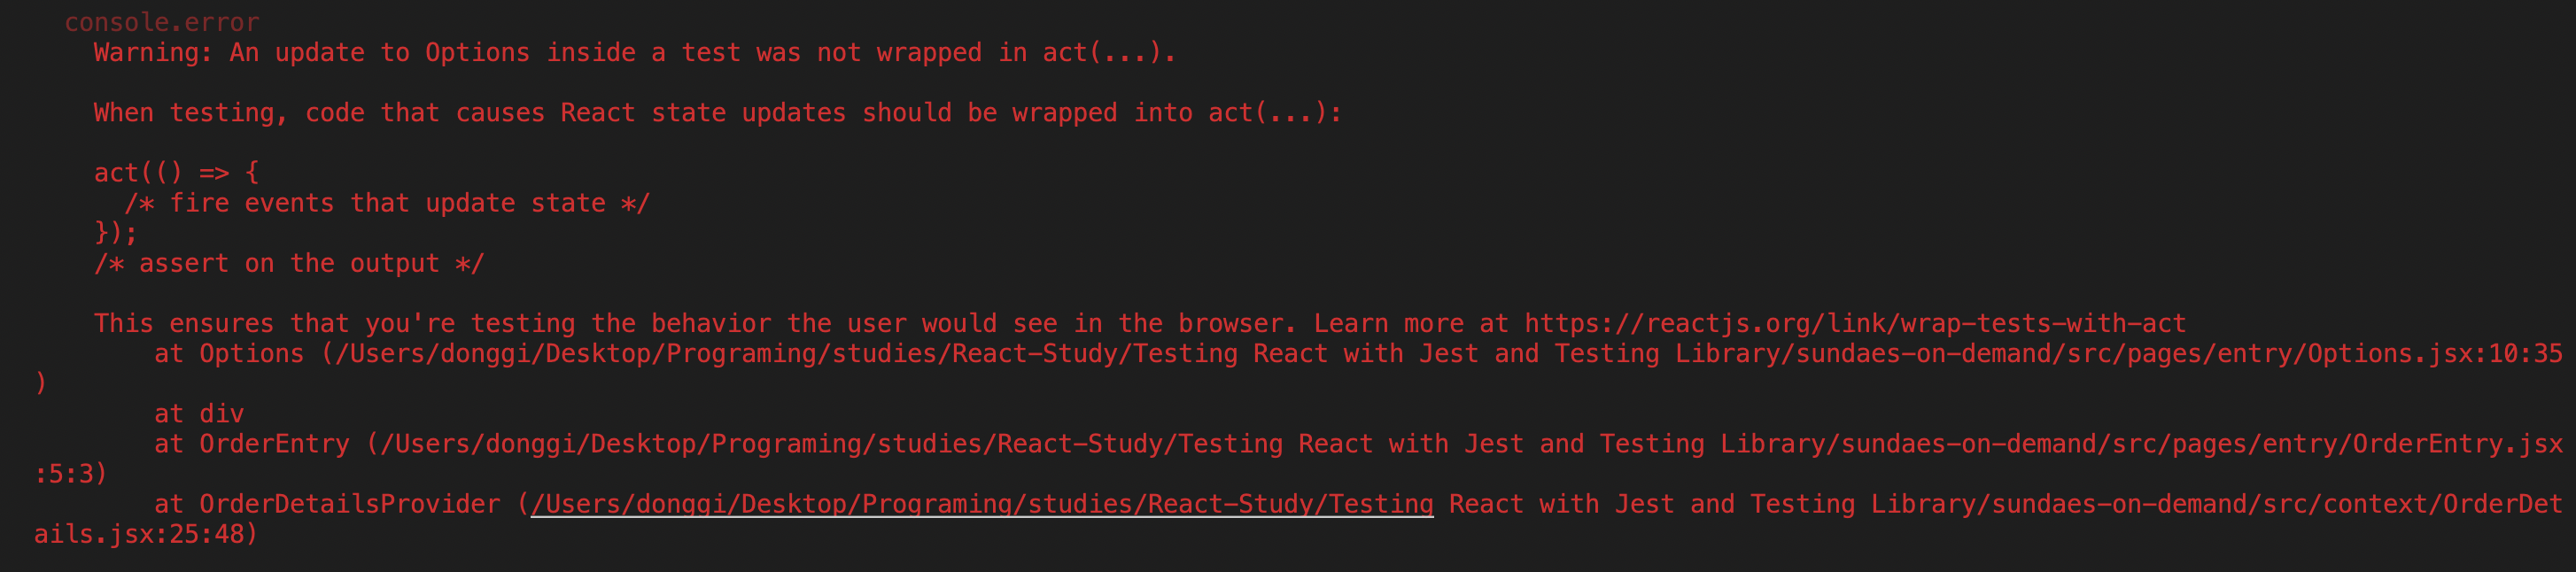 console.error
Warning: An update to Options inside a test was not wrapped in act(...).
When testing, code that causes React state updates should be wrapped into act(...):
act(() => {
/* fire events that update state */
});
/* assert on the output */
This ensures that you're testing the behavior the user would see in the browser. Learn more at https://reactjs.org/link/wrap-tests-with-act
at Options (/Users/donggi/Desktop/Programing/studies/React-Study/Testing React with Jest and Testing Library/sundaes-on-demand/src/pages/entry/Options.jsx:10:35
)
at div
at OrderEntry (/Users/donggi/Desktop/Programing/studies/React-Study/Testing React with Jest and Testing Library/sundaes-on-demand/src/pages/entry/OrderEntry.jsx
:5:3)
at OrderDetailsProvider (/Users/donggi/Desktop/Programing/studies/React-Study/Testing React with Jest and Testing Library/sundaes-on-demand/src/context/OrderDet
ails.jsx:25:48)